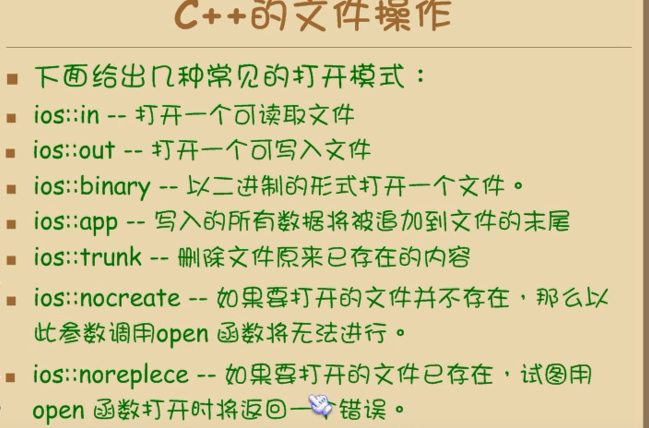 C++的文件操作
下面给出几种常见的打开模式：
ios::in -- 打开一个可读取文件
ios::out -- 打开一个可写入文件
ios::binary -- 以二进制的形式打开一个文件。
ios::app -- 写入的所有数据将被追加到文件的末尾
ios::trunk -- 删除文件原来已存在的内容
ios::nocreate -- 如果要打开的文件并不存在，那么以
此参数调用open 函数将无法进行。
ios::noreplece -- 如果要打开的文件已存在，试图用
open 函数打开时将返回一个错误。